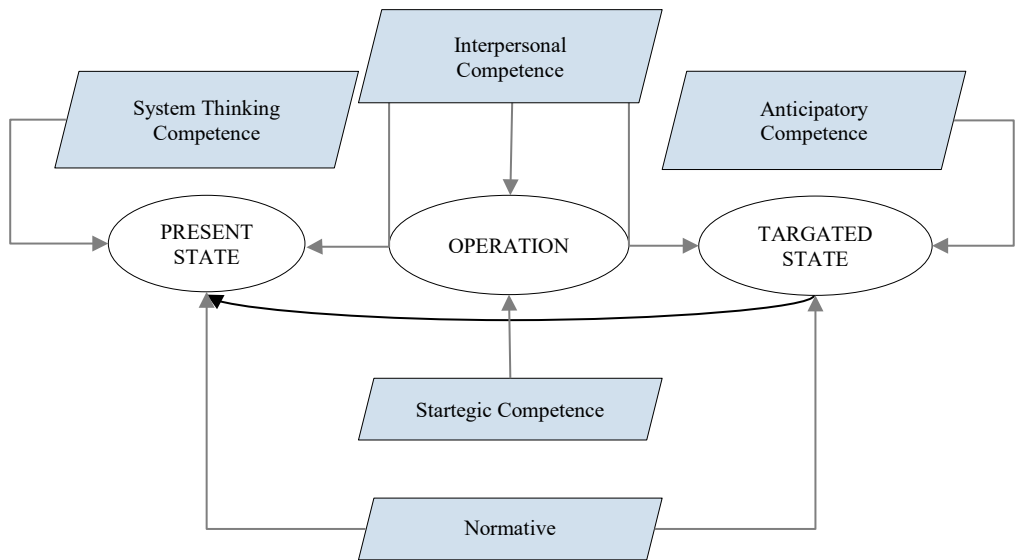 Interpersonal
Competence
System Thinking
Competence
Anticipatory
Competence
PRESENT
STATE
OPERATION
TARGATED
STATE
Startegic Competence
Normative